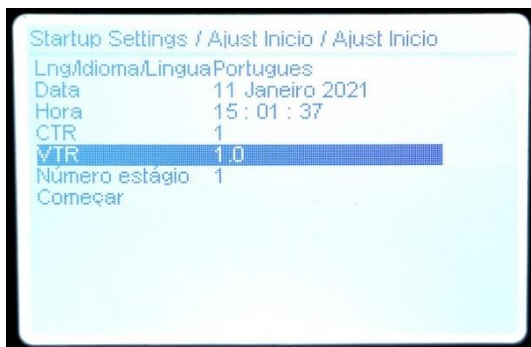 Startup Settings / Ajust Inicio / Ajust Inicio
Lng/Idioma/LinguaPortugues
Data 11 Janeiro 2021
Hora 15 : 01 : 37
CTR 1
VTR 1.0
Número estágio 1
Começar